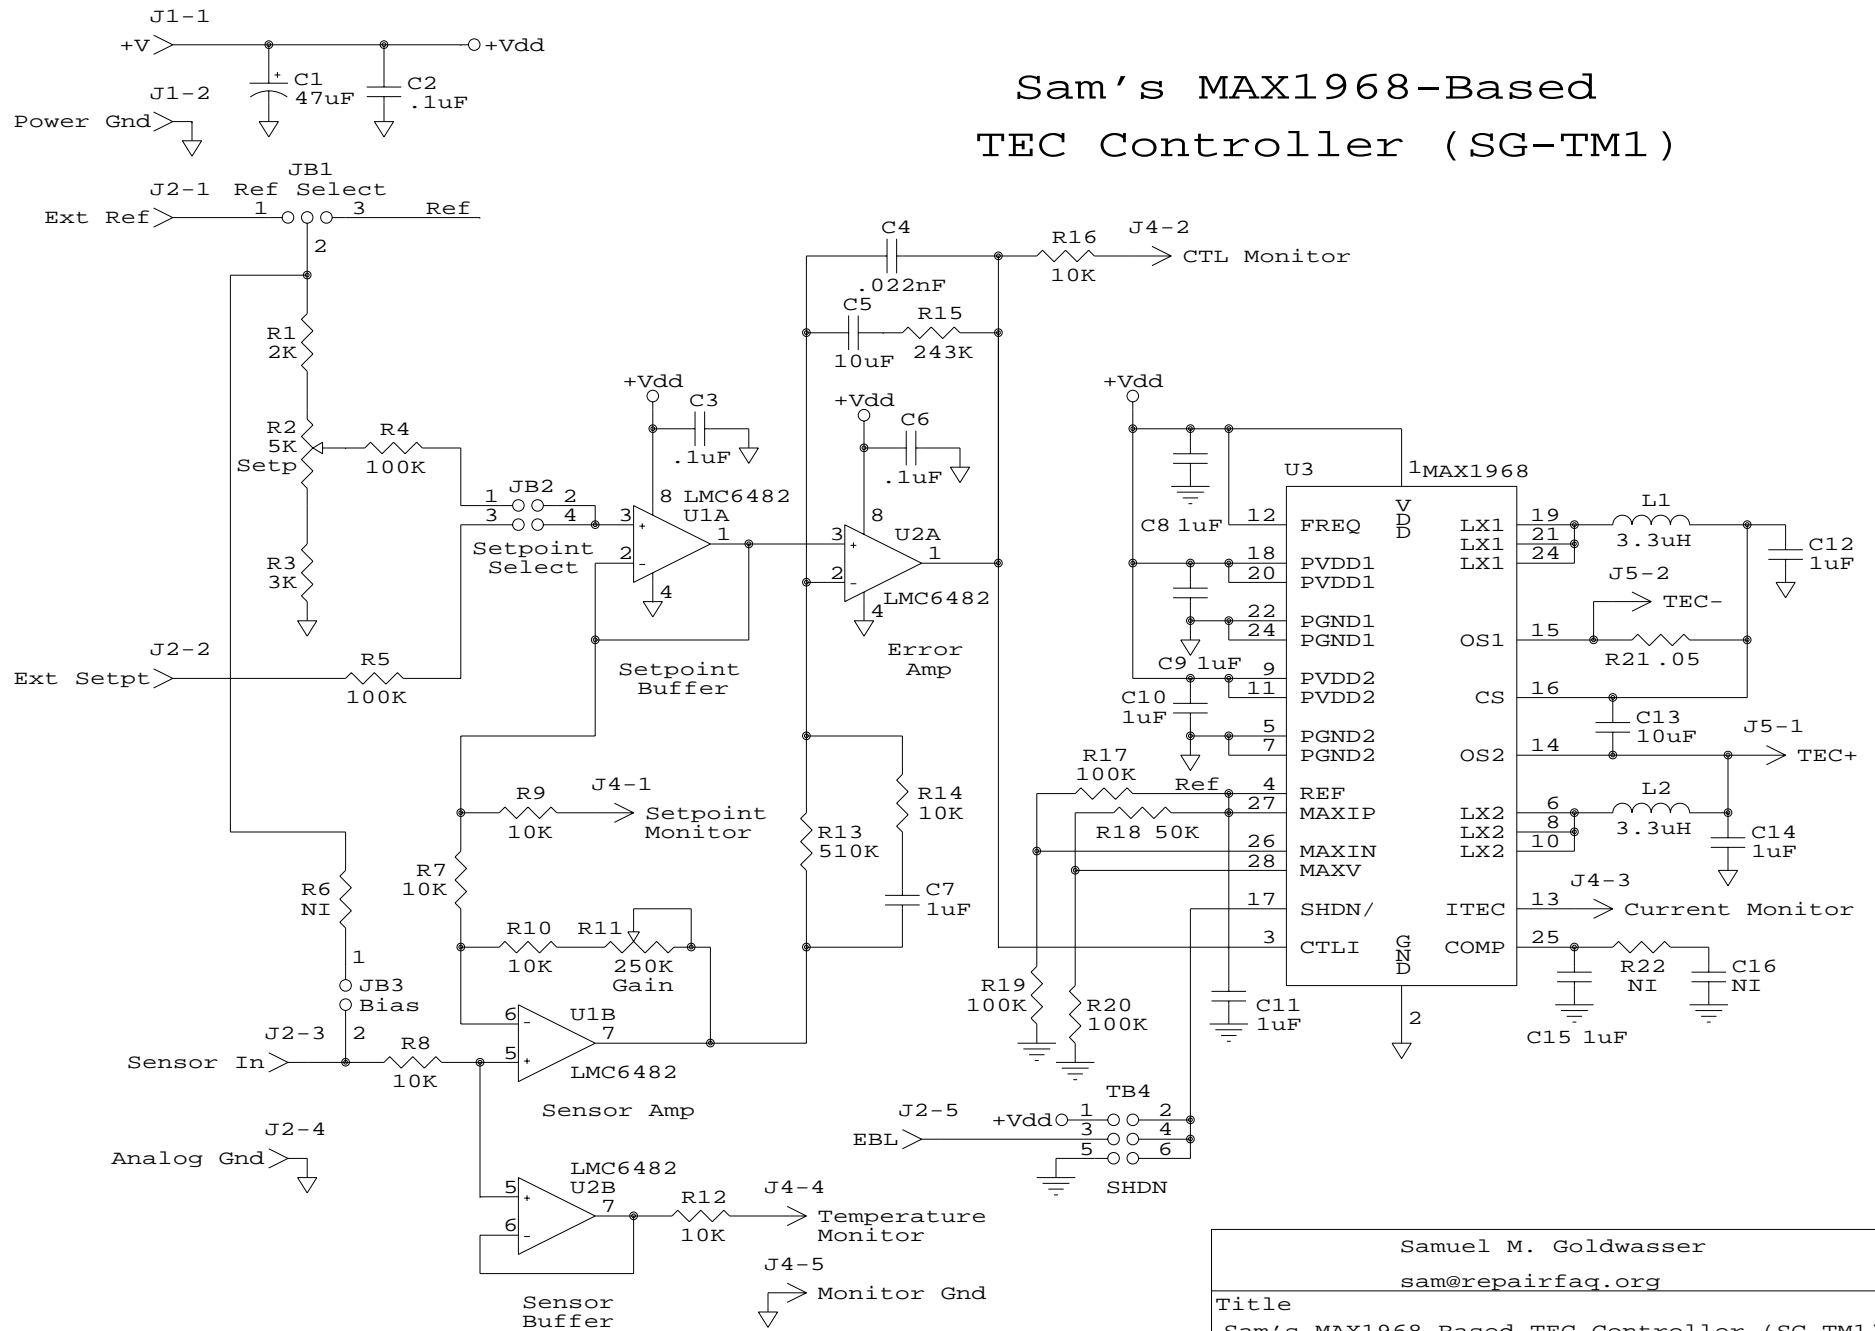 Sam's MAX1968-Based
TEC Controller (SG-TM1)
J1-1
+V
+Vdd
C1
47uF
+
C2
.1uF
J1-2
Power Gnd
JB1
J2-1
Ref Select
Ext Ref
1
3
Ref
2
R1
2K
R2
5K
Setp
R4
100K
R3
3K
JB2
1
2
3
4
Setpoint
Select
J2-2
Ext Setpt
R5
100K
+Vdd
C3
.1uF
8
LMC6482
U1A
3
+
2
-
1
4
Setpoint
Buffer
C4
.022nF
C5
10uF
R15
243K
R16
10K
J4-2
CTL Monitor
+Vdd
C6
.1uF
8
U2A
3
+
2
-
1
4
LMC6482
Error
Amp
R9
10K
J4-1
Setpoint
Monitor
R7
10K
R10
10K
R11
250K
Gain
R13
510K
R14
10K
C7
1uF
R6
NI
1
JB3
Bias
2
J2-3
Sensor In
R8
10K
6
-
5
+
U1B
7
LMC6482
Sensor Amp
J2-4
Analog Gnd
LMC6482
U2B
5
+
6
-
7
R12
10K
J4-4
Temperature
Monitor
J4-5
Monitor Gnd
Sensor
Buffer
+Vdd
C8 1uF
U3
1
MAX1968
VDD
12
FREQ
18
PVDD1
20
PVDD1
22
PGND1
24
PGND1
C9 1uF
9
PVDD2
11
PVDD2
C10
1uF
5
PGND2
7
PGND2
R17
100K
Ref
4
REF
27
MAXIP
R18 50K
26
MAXIN
28
MAXV
17
SHDN/
3
CTLI
GND
2
R19
100K
R20
100K
C11
1uF
LX1
19
LX1
21
LX1
24
L1
3.3uH
C12
1uF
J5-2
TEC-
OS1
15
R21 .05
CS
16
C13
10uF
J5-1
OS2
14
TEC+
L2
3.3uH
LX2
6
LX2
8
LX2
10
C14
1uF
J4-3
ITEC
13
Current Monitor
COMP
25
R22
NI
C16
NI
C15 1uF
TB4
+Vdd
1
2
J2-5
EBL
3
4
5
6
SHDN
Samuel M. Goldwasser
sam@repairfaq.org
Title
Sam's MAX1968-Based TEC Controller (SG-TM1)